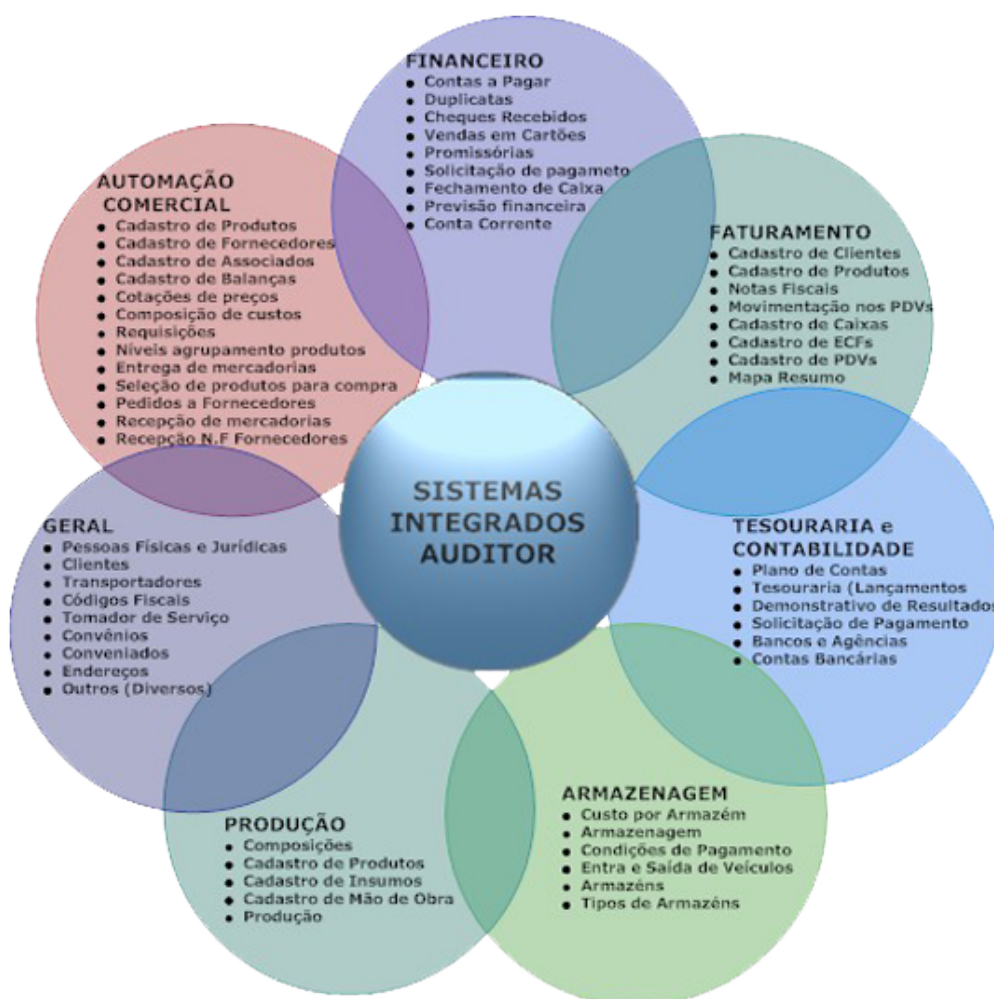 FINANCEIRO
• Contas a Pagar
• Duplicatas
• Cheques Recebidos
• Vendas em Cartões
• Promissórias
• Solicitação de pagameto
• Fechamento de Caixa
• Previsão financeira
• Conta Corrente
AUTOMAÇÃO
COMERCIAL
• Cadastro de Produtos
• Cadastro de Fornecedores
• Cadastro de Associados
• Cadastro de Balanças
• Cotações de preços
• Composição de custos
• Requisições
• Níveis agrupamento produtos
• Entrega de mercadorias
• Seleção de produtos para compra
• Pedidos a Fornecedores
• Recepção de mercadorias
• Recepção N.F Fornecedores
FATURAMENTO
• Cadastro de Clientes
• Cadastro de Produtos
• Notas Fiscais
• Movimentação nos PDVs
• Cadastro de Caixas
• Cadastro de ECFs
• Cadastro de PDVs
• Mapa Resumo
SISTEMAS
INTEGRADOS
AUDITOR
GERAL
• Pessoas Físicas e Jurídicas
• Clientes
• Transportadores
• Códigos Fiscais
• Tomador de Serviço
• Convênios
• Conveniados
• Endereços
• Outros (Diversos)
TESOURARIA e
CONTABILIDADE
• Plano de Contas
• Tesouraria (Lançamentos
• Demonstrativo de Resultados
• Solicitação de Pagamento
• Bancos e Agências
• Contas Bancárias
PRODUÇÃO
• Composições
• Cadastro de Produtos
• Cadastro de Insumos
• Cadastro de Mão de Obra
• Produção
ARMAZENAGEM
• Custo por Armazém
• Armazenagem
• Condições de Pagamento
• Entra e Saída de Veículos
• Armazéns
• Tipos de Armazéns